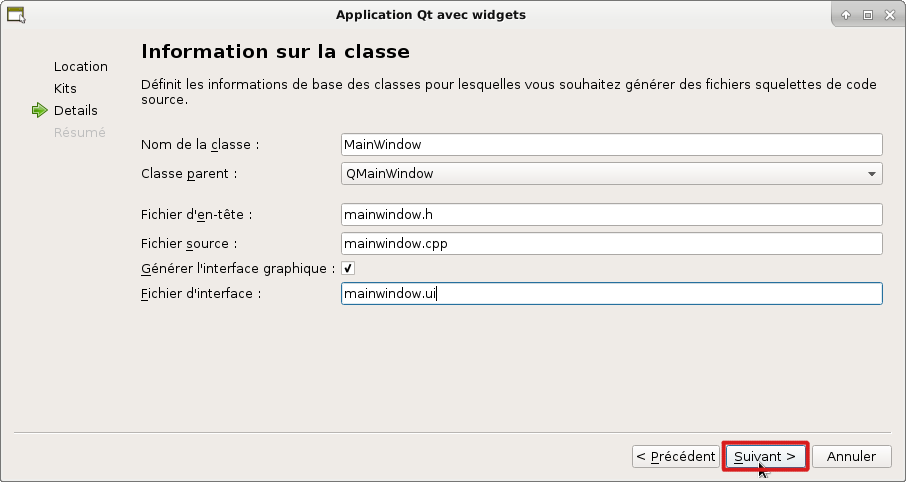 Application Qt avec widgets
Location
Kits
Details
Résumé
Information sur la classe
Définit les informations de base des classes pour lesquelles vous souhaitez générer des fichiers squelettes de code
source.
Nom de la classe : MainWindow
Classe parent : QMainWindow
Fichier d'en-tête : mainwindow.h
Fichier source : mainwindow.cpp
Générer l'interface graphique :
Fichier d'interface : mainwindow.ui
< Précédent Suivant > Annuler